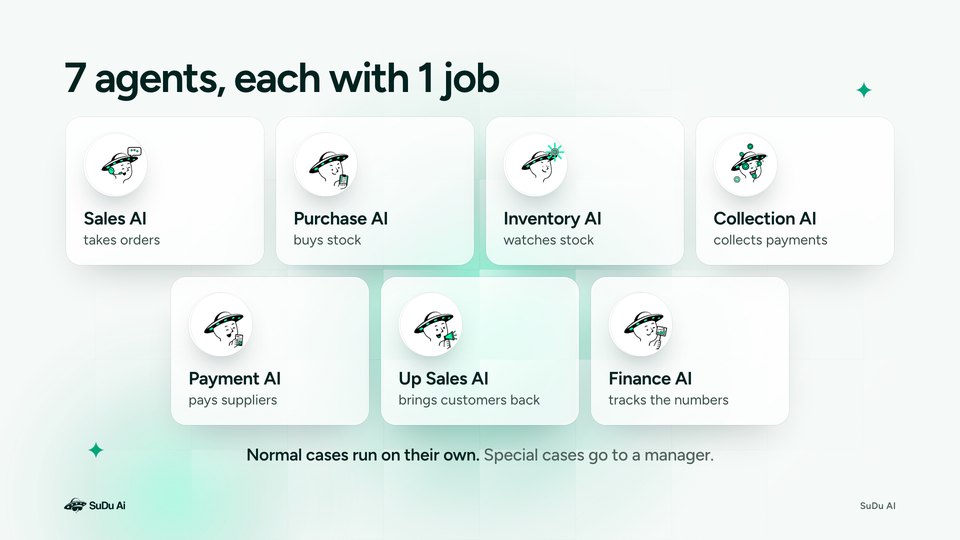 7 agents, each with 1 job
Sales AI
takes orders
Purchase AI
buys stock
Inventory AI
watches stock
Collection AI
collects payments
Payment AI
pays suppliers
Up Sales AI
brings customers back
Finance AI
tracks the numbers
Normal cases run on their own. Special cases go to a manager.
SuDu Ai
SuDu AI